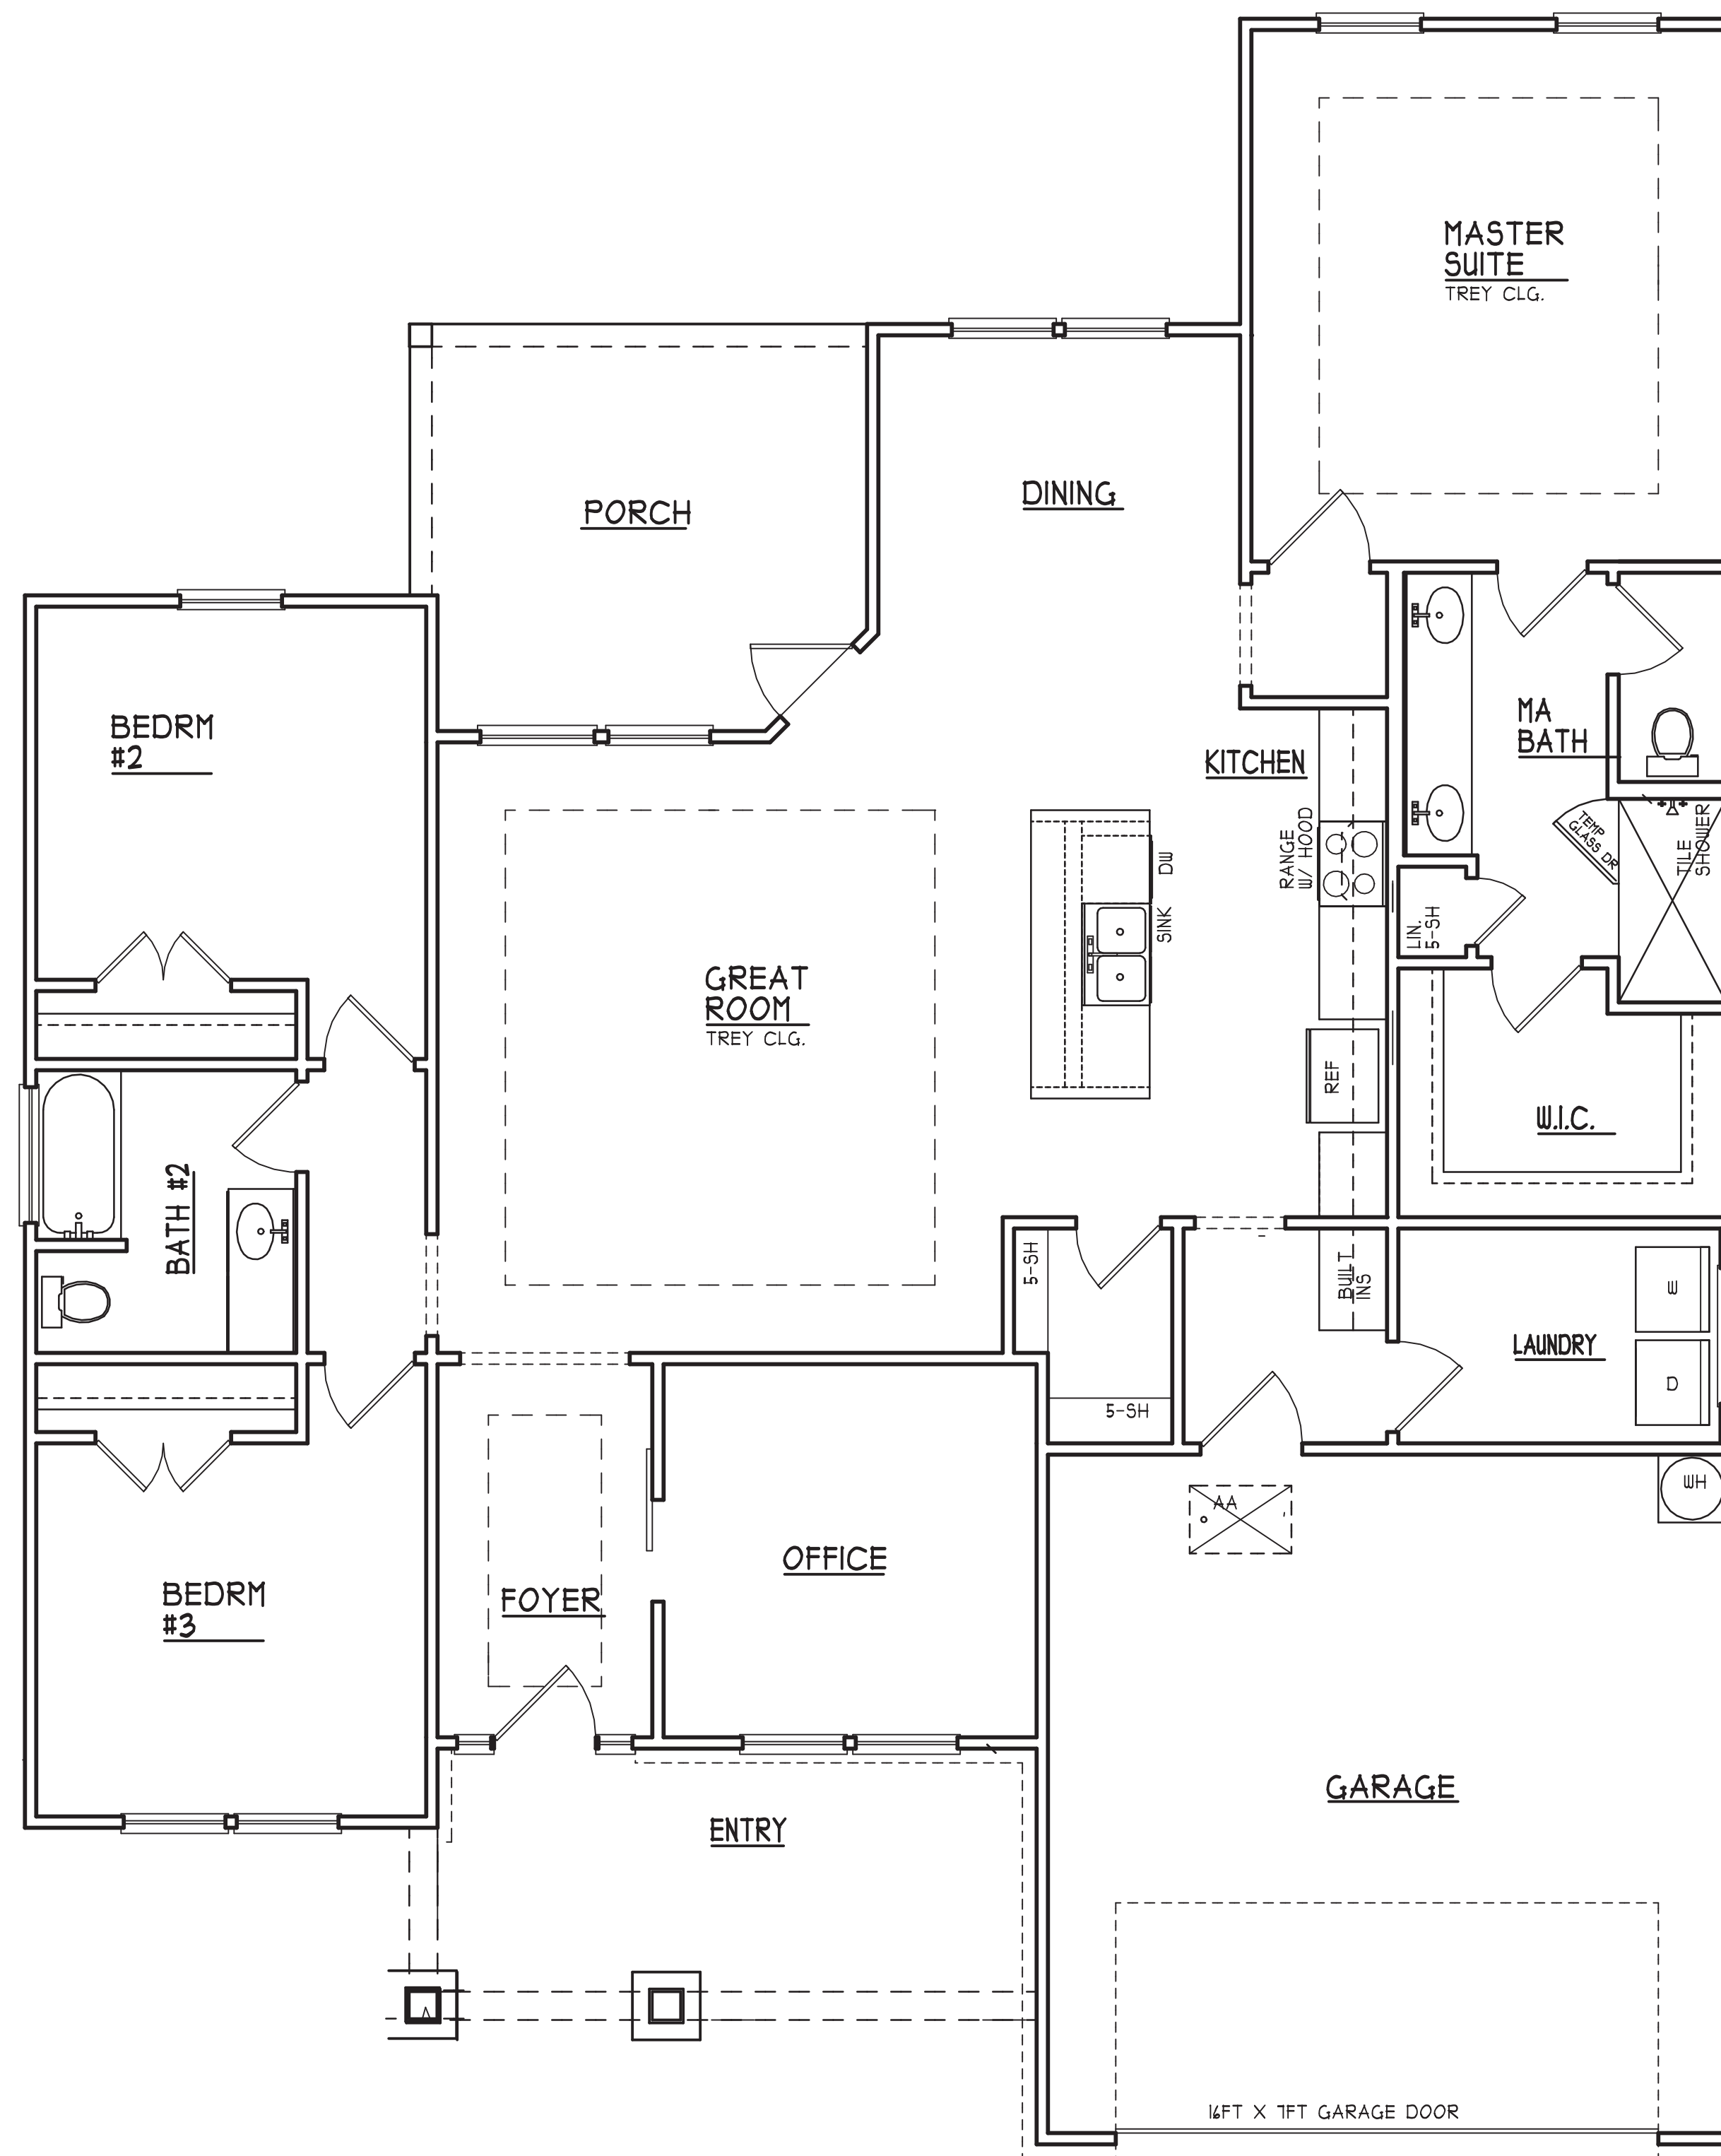 MASTER
SUITE
TREY CLG.
PORCH
DINING
BEDRM
#2
KITCHEN
MA
BATH
RANGE
W/ HOOD
DW
SINK
TEMP
GLASS DR
TILE
SHOWER
LIN.
5-SH
GREAT
ROOM
TREY CLG.
REF
W.I.C.
BATH #2
5-SH
5-SH
BUILT
INS
LAUNDRY
W
D
WH
AA
BEDRM
#3
FOYER
OFFICE
ENTRY
GARAGE
16FT X 7FT GARAGE DOOR